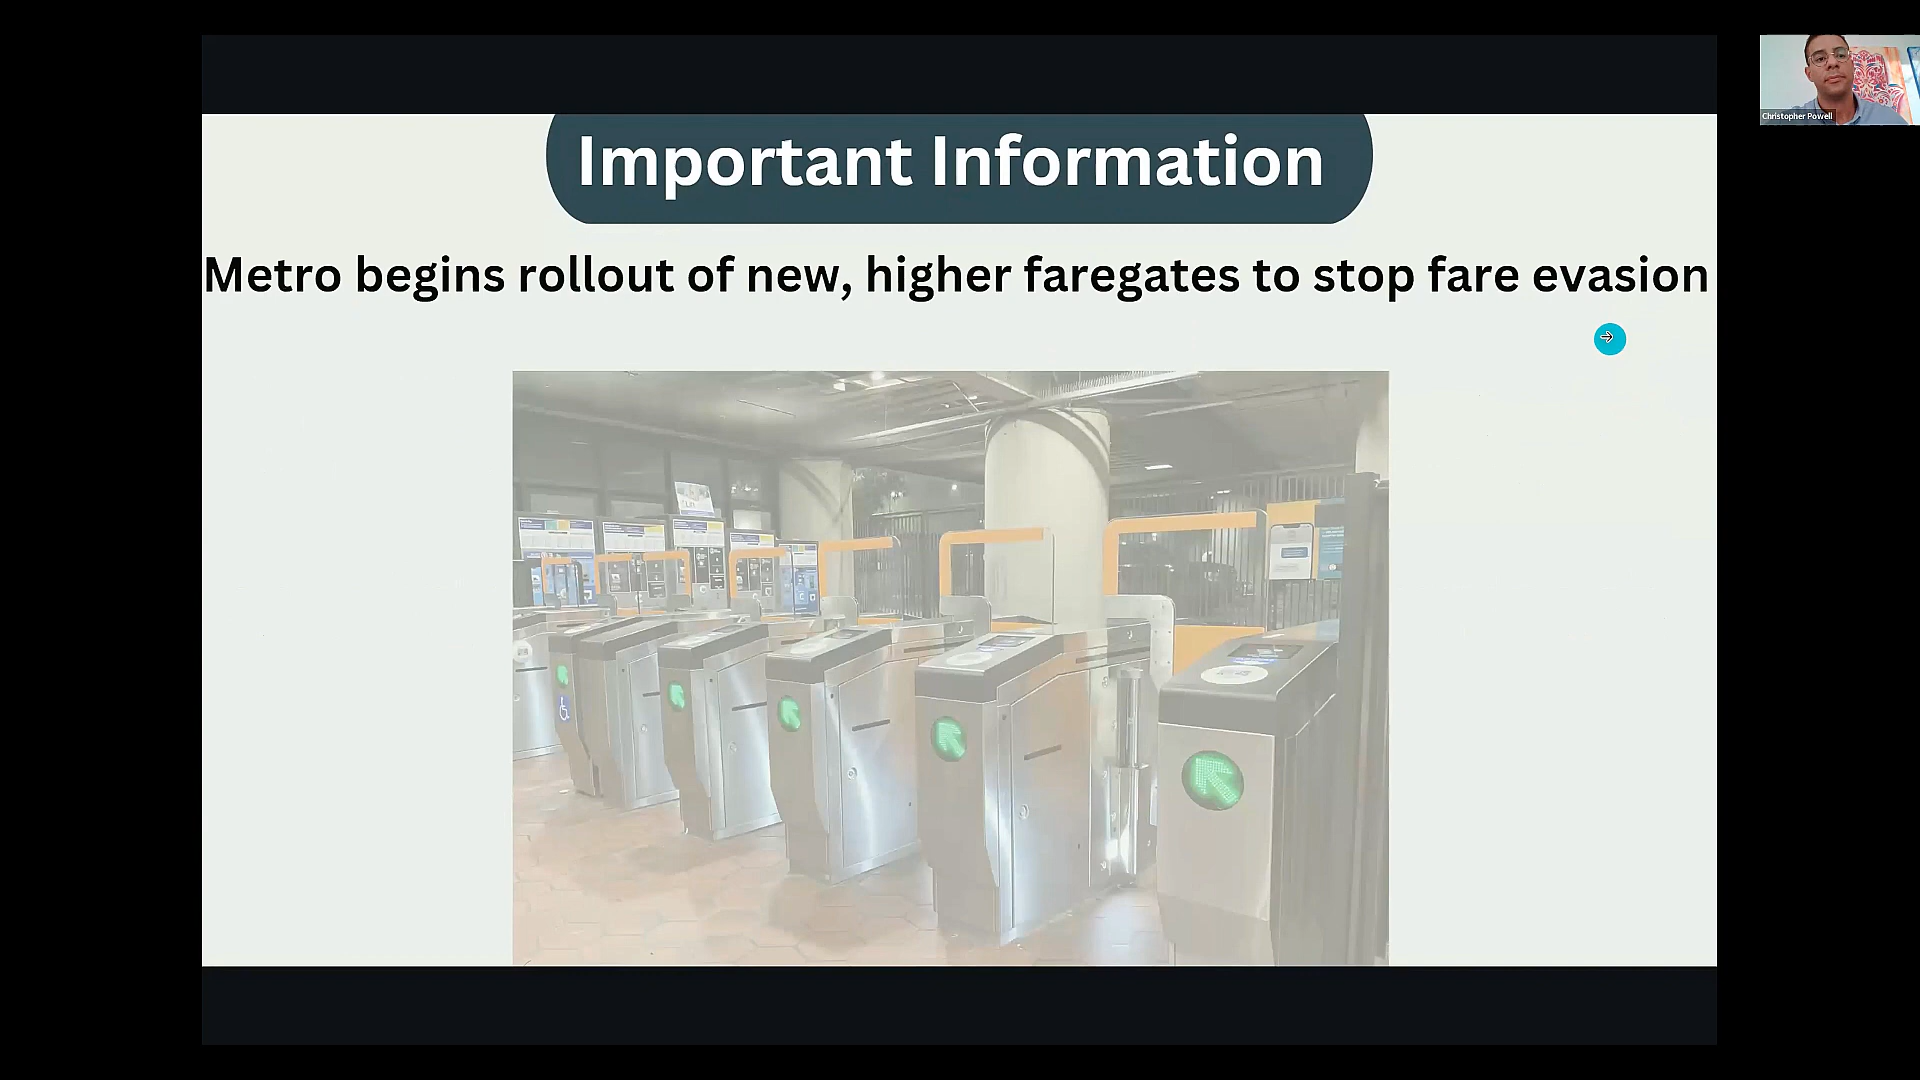 Important Information
Metro begins rollout of new, higher faregates to stop fare evasion
Christopher Powell